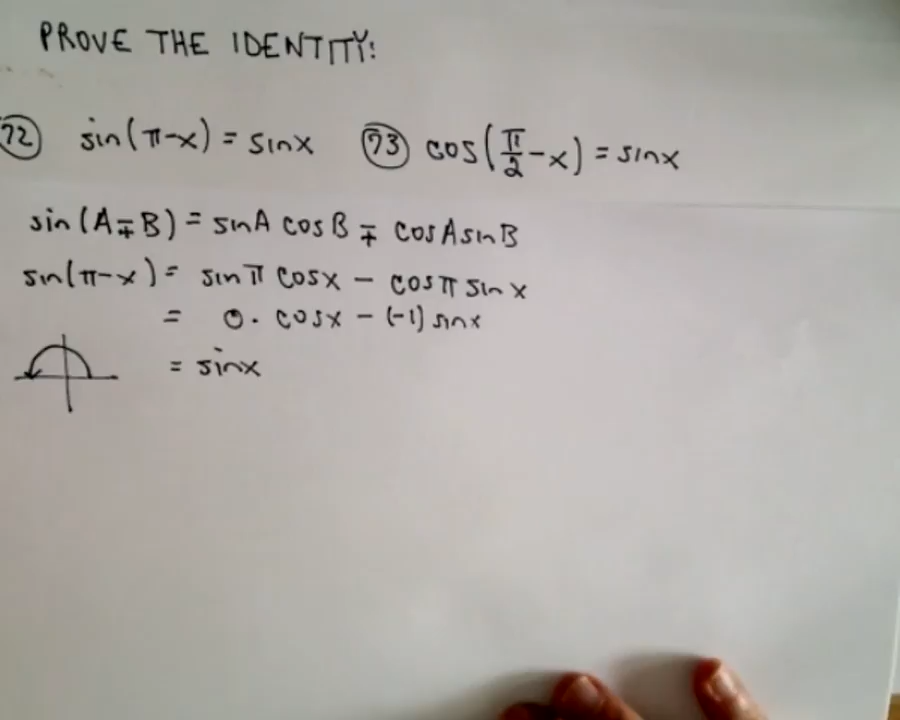 PROVE THE IDENTITY:
72 sin(π-x) = sinx 73 cos(π/2 - x) = sinx
sin(A∓B) = sinA cosB ∓ cosA sinB
sin(π-x) = sinπ cosx - cosπ sinx
= 0. cosx - (-1) sinx
= sinx